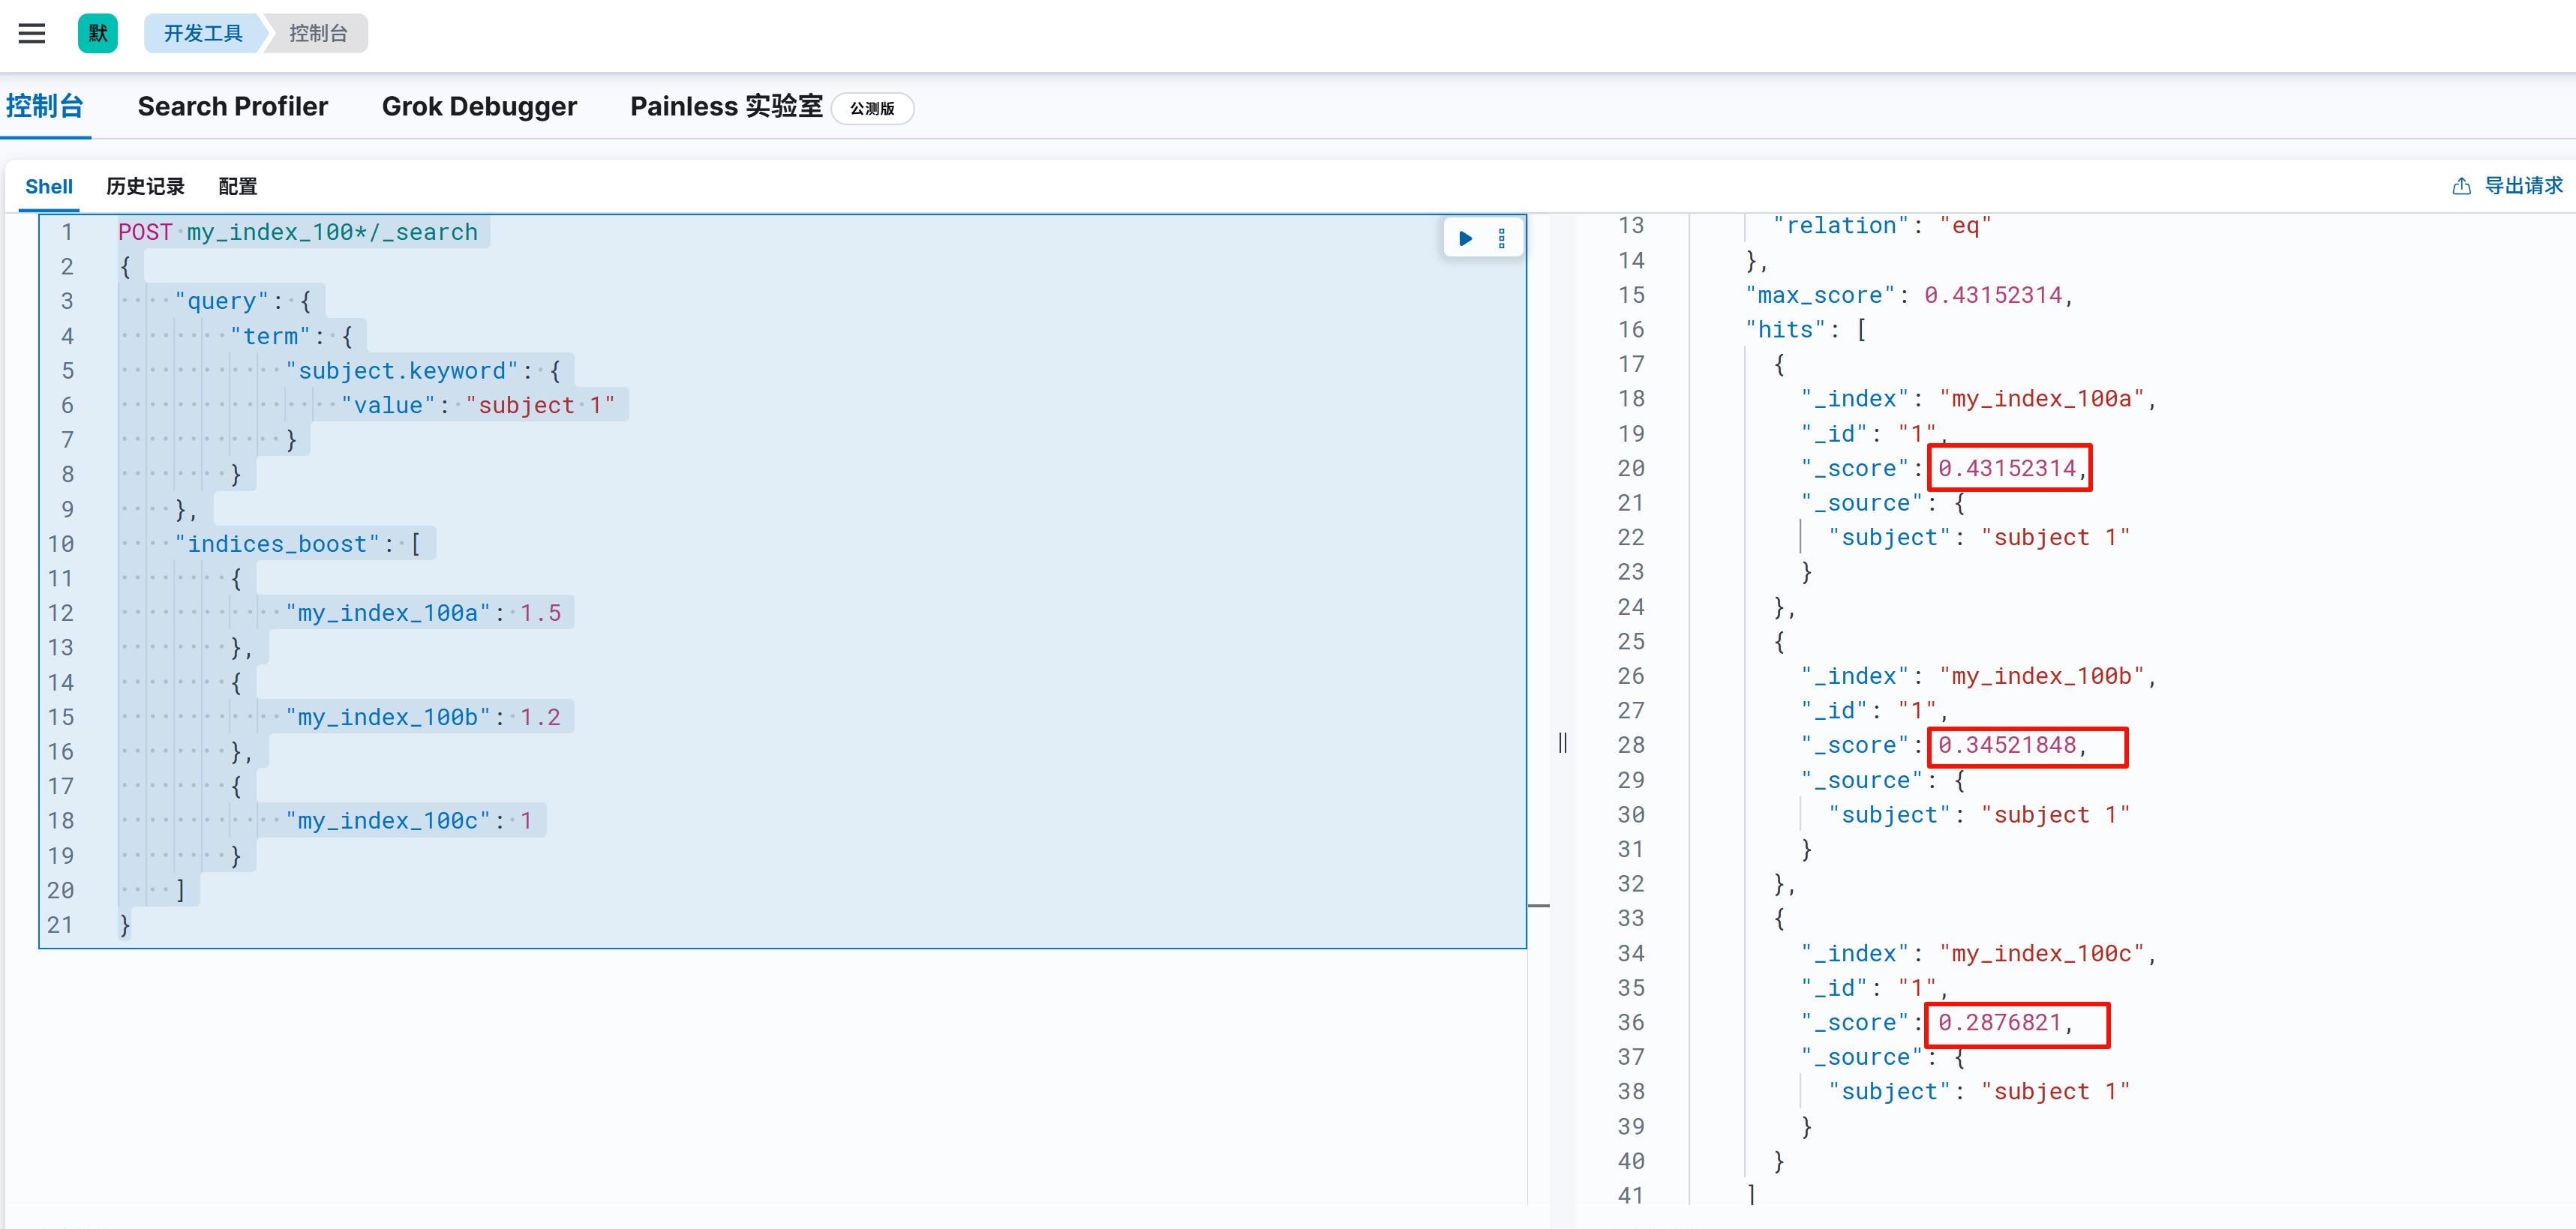 默 开发工具 控制台
控制台 Search Profiler Grok Debugger Painless 实验室 公测版
Shell 历史记录 配置 导出请求
1 POST my_index_100*/_search
2 {
3 "query": {
4 "term": {
5 "subject.keyword": {
6 "value": "subject 1"
7 }
8 }
9 },
10 "indices_boost": [
11 {
12 "my_index_100a": 1.5
13 },
14 {
15 "my_index_100b": 1.2
16 },
17 {
18 "my_index_100c": 1
19 }
20 ]
21 }
13 "relation": "eq"
14 },
15 "max_score": 0.43152314,
16 "hits": [
17 {
18 "_index": "my_index_100a",
19 "_id": "1",
20 "_score": 0.43152314,
21 "_source": {
22 "subject": "subject 1"
23 }
24 },
25 {
26 "_index": "my_index_100b",
27 "_id": "1",
28 "_score": 0.34521848,
29 "_source": {
30 "subject": "subject 1"
31 }
32 },
33 {
34 "_index": "my_index_100c",
35 "_id": "1",
36 "_score": 0.2876821,
37 "_source": {
38 "subject": "subject 1"
39 }
40 }
41 ]